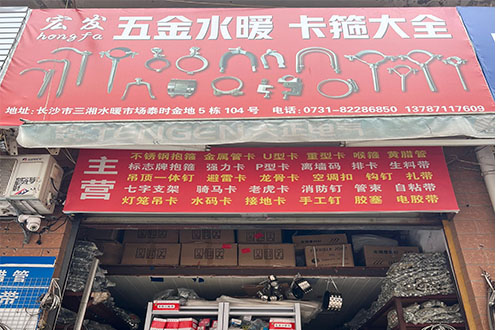 宏发
hongfa
五金水暖 卡箍大全
地址:长沙市三湘水暖市场泰时金地5栋104号 电话:0731-82286850 13787117609
主营
不锈钢抱箍 金属管卡 U型卡 重型卡 喉箍 黄腊管
标志牌抱箍 强力卡 P型卡 离墙码 排卡 生料带
吊顶一体钉 避雷卡 龙骨卡 空调扣 钩钉 扎带
七字支架 骑马卡 老虎卡 消防钉 管束 自粘带
灯笼吊卡 水码卡 接地卡 手工钉 胶塞 电胶带
腊管
带